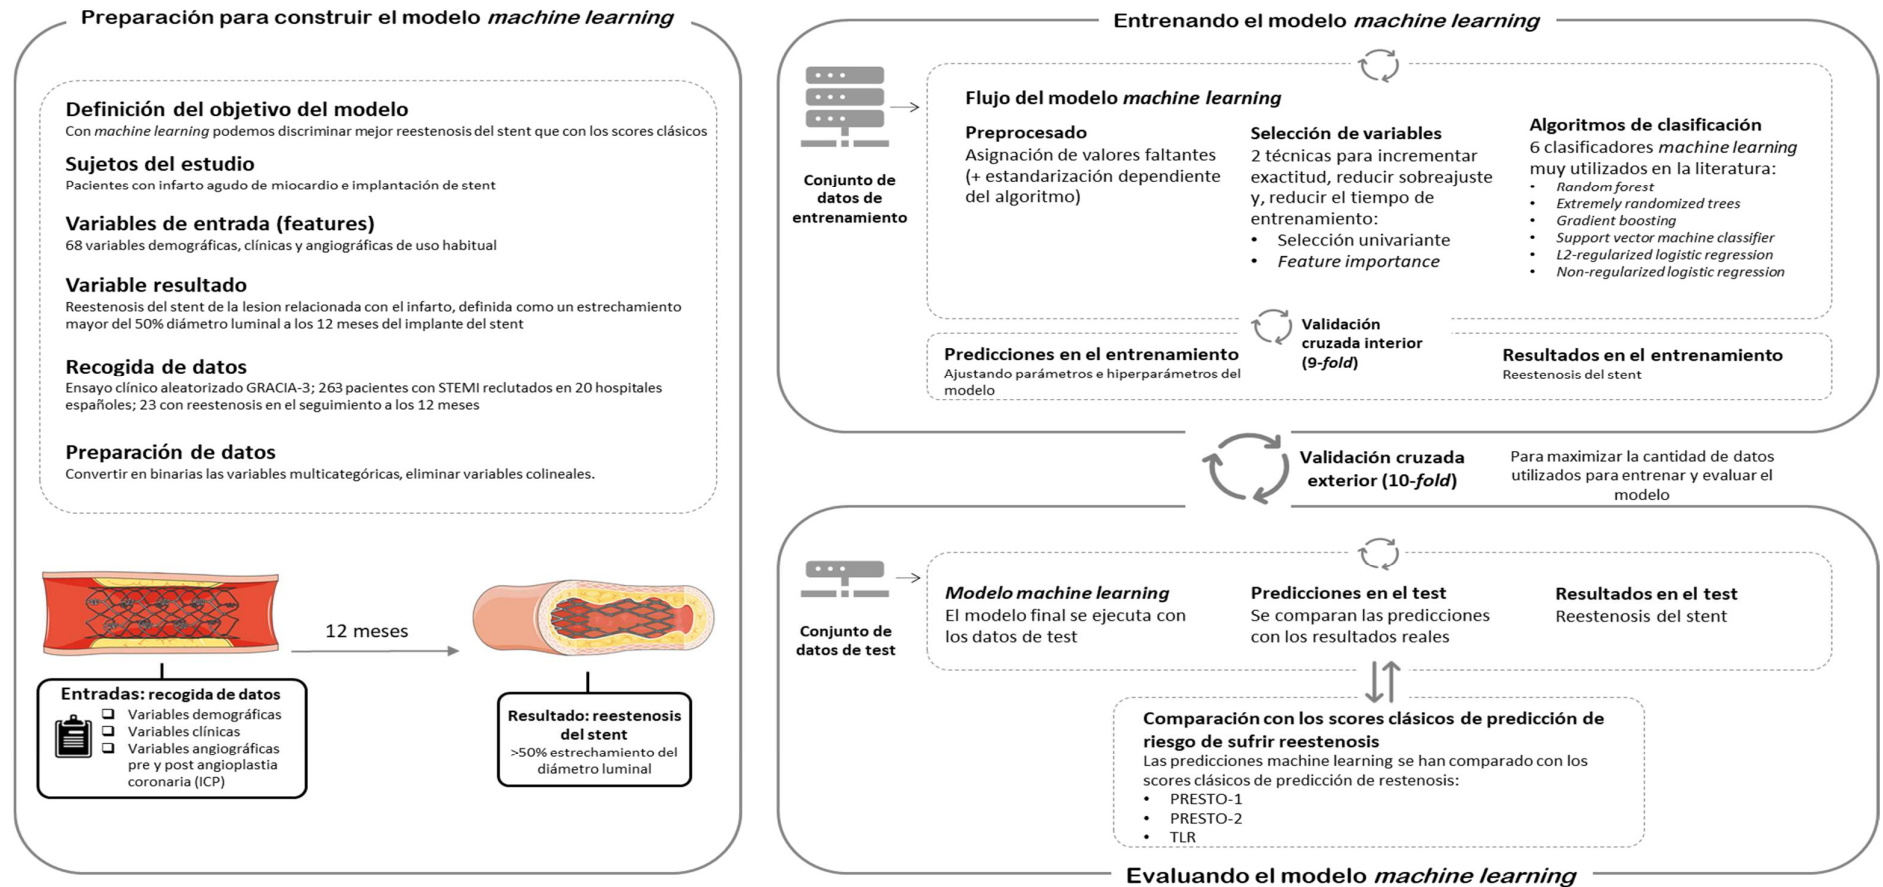 Preparación para construir el modelo machine learning
Definición del objetivo del modelo
Con machine learning podemos discriminar mejor reestenosis del stent que con los scores clásicos
Sujetos del estudio
Pacientes con infarto agudo de miocardio e implantación de stent
Variables de entrada (features)
68 variables demográficas, clínicas y angiográficas de uso habitual
Variable resultado
Reestenosis del stent de la lesion relacionada con el infarto, definida como un estrechamiento
mayor del 50% diámetro luminal a los 12 meses del implante del stent
Recogida de datos
Ensayo clínico aleatorizado GRACIA-3; 263 pacientes con STEMI reclutados en 20 hospitales
españoles; 23 con reestenosis en el seguimiento a los 12 meses
Preparación de datos
Convertir en binarias las variables multicategóricas, eliminar variables colineales.
12 meses
Entradas: recogida de datos
Variables demográficas
Variables clínicas
Variables angiográficas
pre y post angioplastia
coronaria (ICP)
Resultado: reestenosis
del stent
>50% estrechamiento del
diámetro luminal
Entrenando el modelo machine learning
Conjunto de
datos de
entrenamiento
Flujo del modelo machine learning
Preprocesado
Asignación de valores faltantes
(+ estandarización dependiente
del algoritmo)
Selección de variables
2 técnicas para incrementar
exactitud, reducir sobreajuste
y, reducir el tiempo de
entrenamiento:
• Selección univariante
• Feature importance
Algoritmos de clasificación
6 clasificadores machine learning
muy utilizados en la literatura:
• Random forest
• Extremely randomized trees
• Gradient boosting
• Support vector machine classifier
• L2-regularized logistic regression
• Non-regularized logistic regression
Validación
cruzada interior
(9-fold)
Predicciones en el entrenamiento
Ajustando parámetros e hiperparámetros del
modelo
Resultados en el entrenamiento
Reestenosis del stent
Validación cruzada
exterior (10-fold)
Para maximizar la cantidad de datos
utilizados para entrenar y evaluar el
modelo
Conjunto de
datos de test
Modelo machine learning
El modelo final se ejecuta con
los datos de test
Predicciones en el test
Se comparan las predicciones
con los resultados reales
Resultados en el test
Reestenosis del stent
Comparación con los scores clásicos de predicción de
riesgo de sufrir reestenosis
Las predicciones machine learning se han comparado con los
scores clásicos de predicción de restenosis:
• PRESTO-1
• PRESTO-2
• TLR
Evaluando el modelo machine learning